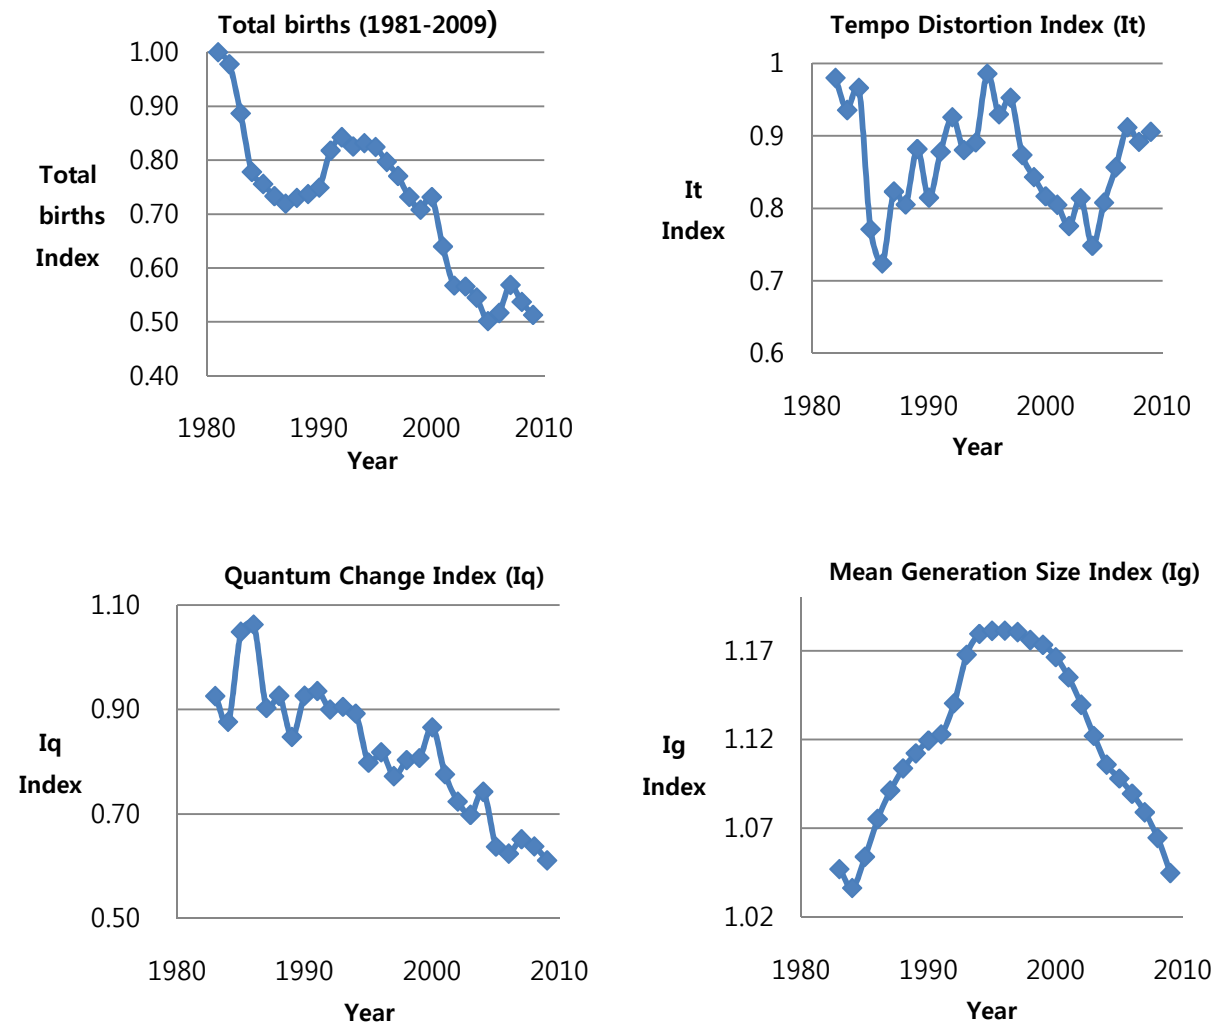 Total births (1981-2009)
1.00
0.90
0.80
0.70
0.60
0.50
0.40
Total
births
Index
1980 1990 2000 2010
Year
Tempo Distortion Index (It)
1
0.9
0.8
0.7
0.6
It
Index
1980 1990 2000 2010
Year
Quantum Change Index (Iq)
1.10
0.90
0.70
0.50
Iq
Index
1980 1990 2000 2010
Year
Mean Generation Size Index (Ig)
1.17
1.12
1.07
1.02
Ig
Index
1980 1990 2000 2010
Year